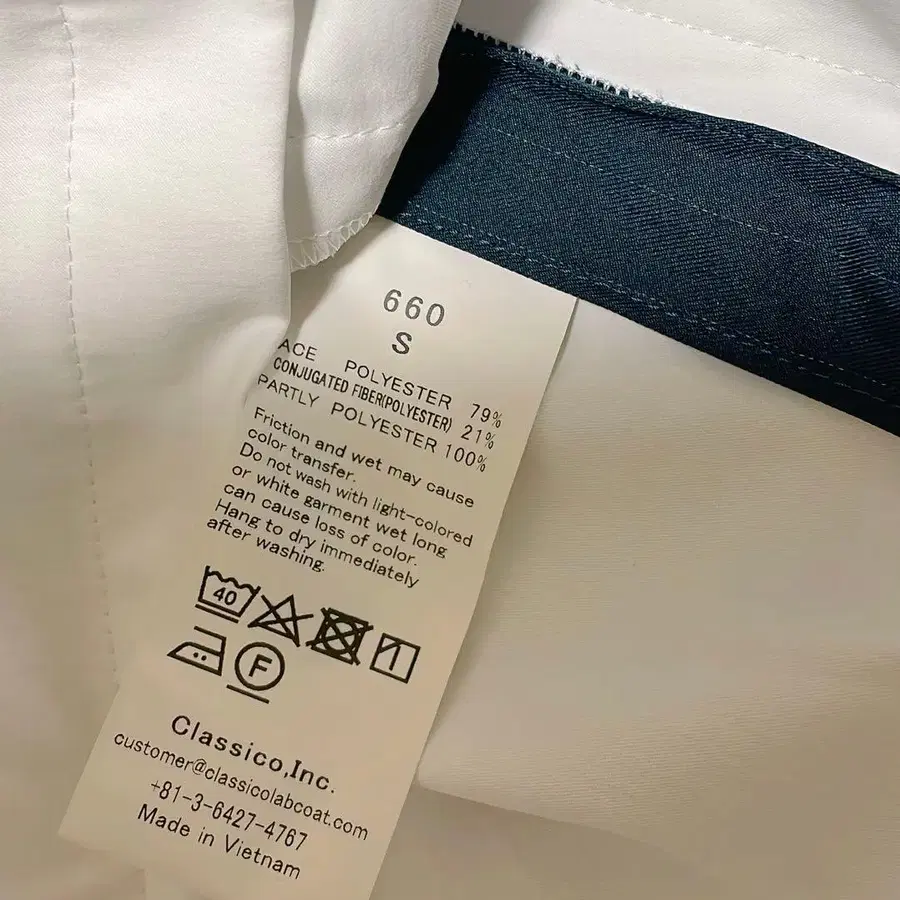 660
S
ACE POLYESTER 79%
CONJUGATED FIBER(POLYESTER) 21%
PARTLY POLYESTER 100%
Friction and wet may cause
color transfer.
Do not wash with light-colored
or white garment wet long
can cause loss of color.
Hang to dry immediately
after washing.
40
F
Classico,Inc.
customer@classicolabcoat.com
+81-3-6427-4767
Made in Vietnam